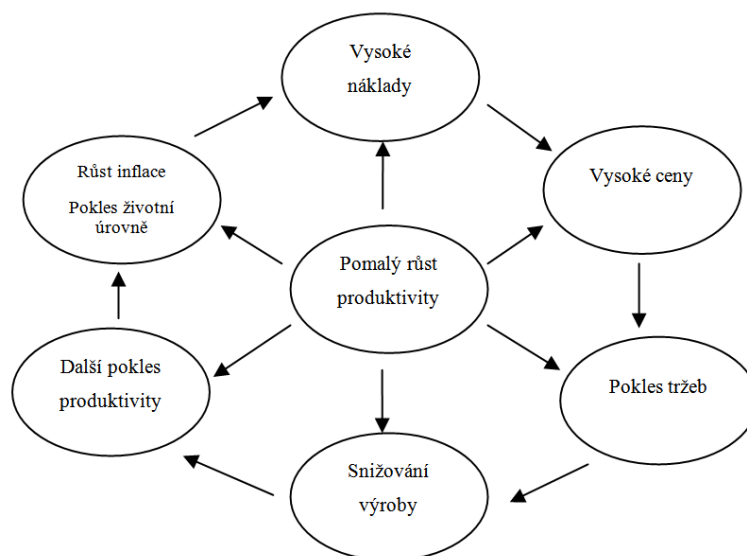 Vysoké
náklady
Růst inflace
Pokles životní
úrovně
Vysoké ceny
Pomalý růst
produktivity
Další pokles
produktivity
Pokles tržeb
Snižování
výroby